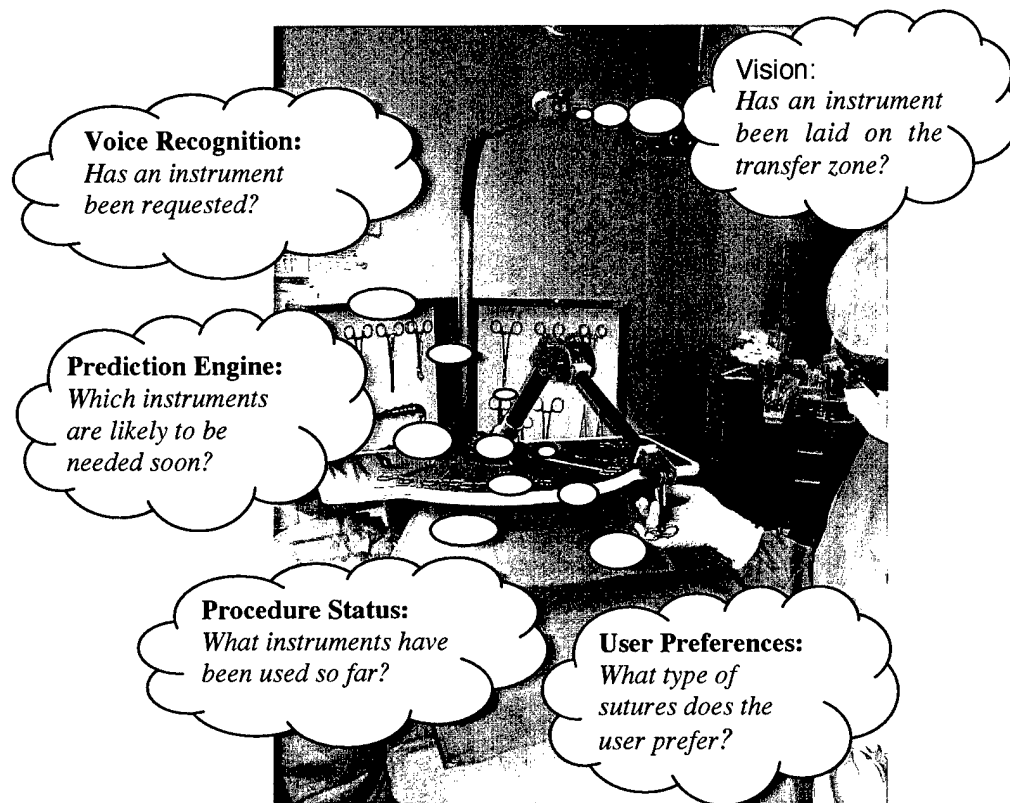 Vision:
Has an instrument
been laid on the
transfer zone?
Voice Recognition:
Has an instrument
been requested?
Prediction Engine:
Which instruments
are likely to be
needed soon?
Procedure Status:
What instruments have
been used so far?
User Preferences:
What type of
sutures does the
user prefer?